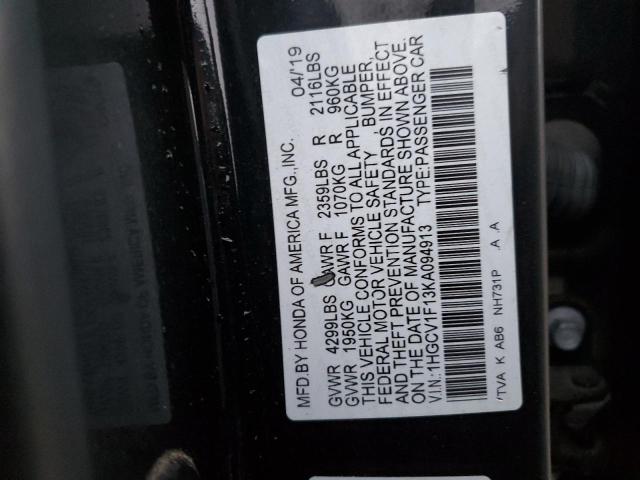 MFD.BY HONDA OF AMERICA MFG.,INC. 04/19
GVWR 4299LBS GAWR F 2359LBS R 2116LBS
GVWR 1950KG GAWR F 1070KG R 960KG
THIS VEHICLE CONFORMS TO ALL APPLICABLE
FEDERAL MOTOR VEHICLE SAFETY, BUMPER,
AND THEFT PREVENTION STANDARDS IN EFFECT
ON THE DATE OF MANUFACTURE SHOWN ABOVE.
V.I.N.:1HGCV1F13KA094913 TYPE:PASSENGER CAR
TVA K AB6 NH731P A A